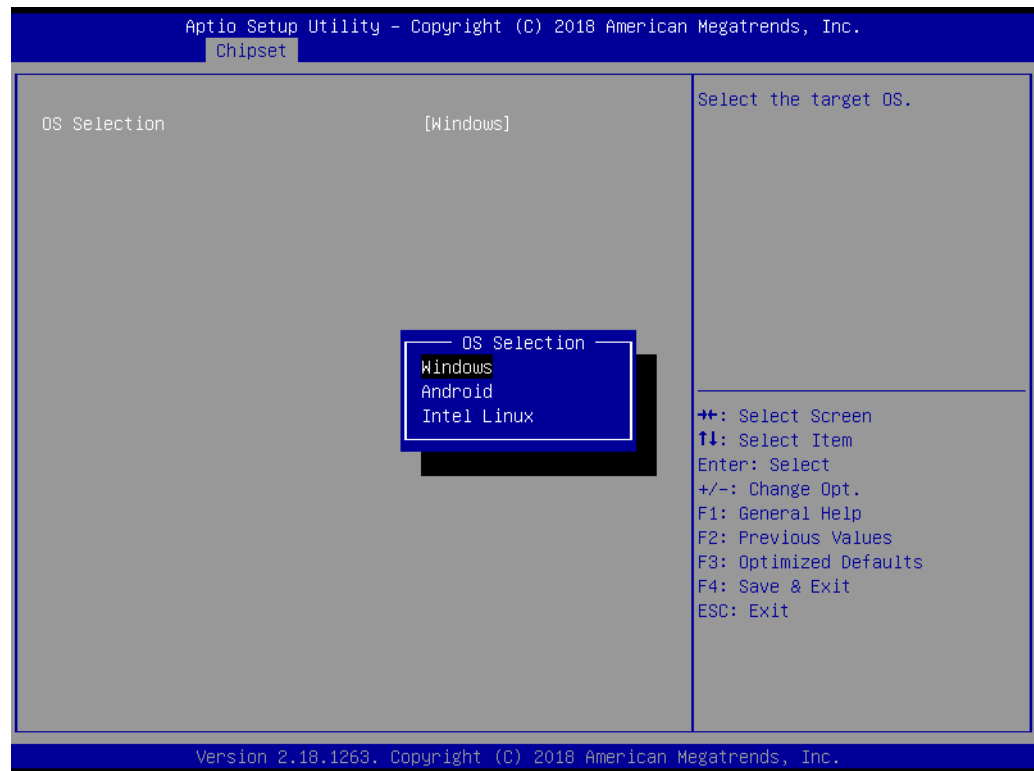 Aptio Setup Utility – Copyright (C) 2018 American Megatrends, Inc.
Chipset
OS Selection [Windows]
Select the target OS.
OS Selection
Windows
Android
Intel Linux
→←: Select Screen
↑↓: Select Item
Enter: Select
+/-: Change Opt.
F1: General Help
F2: Previous Values
F3: Optimized Defaults
F4: Save & Exit
ESC: Exit
Version 2.18.1263. Copyright (C) 2018 American Megatrends, Inc.